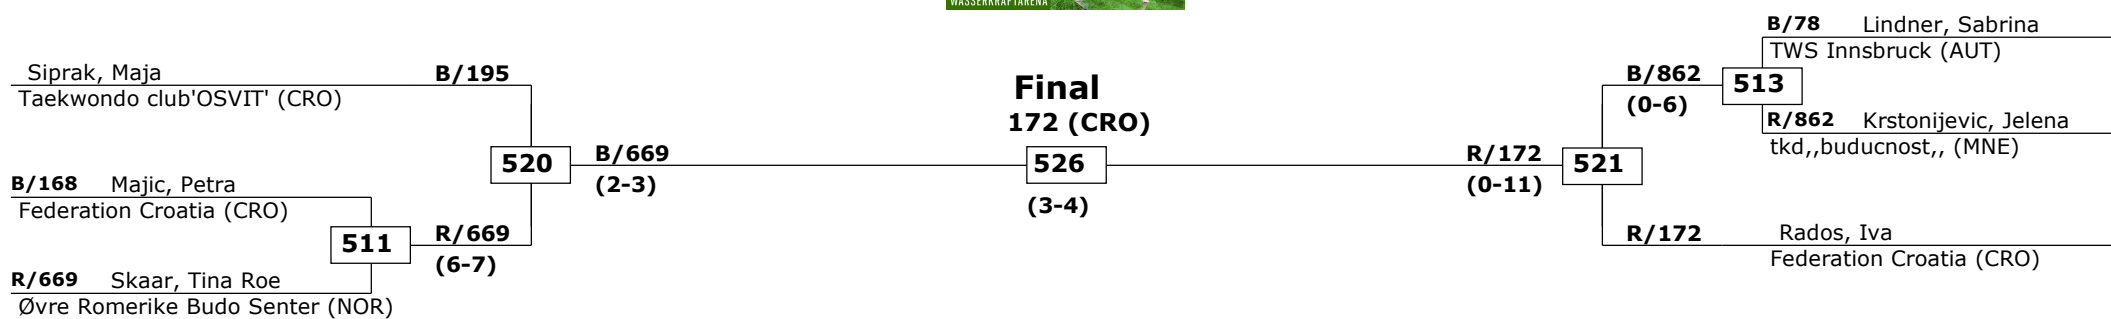 WASSERKRAFTARENA
B/78 Lindner, Sabrina
TWS Innsbruck (AUT)
Siprak, Maja B/195
Taekwondo club'OSVIT' (CRO)
Final
172 (CRO)
B/862
513
(0-6)
R/862 Krstonijevic, Jelena
tkd,,buducnost,, (MNE)
520
B/669
(2-3)
526
(3-4)
R/172
(0-11)
521
B/168 Majic, Petra
Federation Croatia (CRO)
511
R/669
(6-7)
R/172 Rados, Iva
Federation Croatia (CRO)
R/669 Skaar, Tina Roe
Øvre Romerike Budo Senter (NOR)